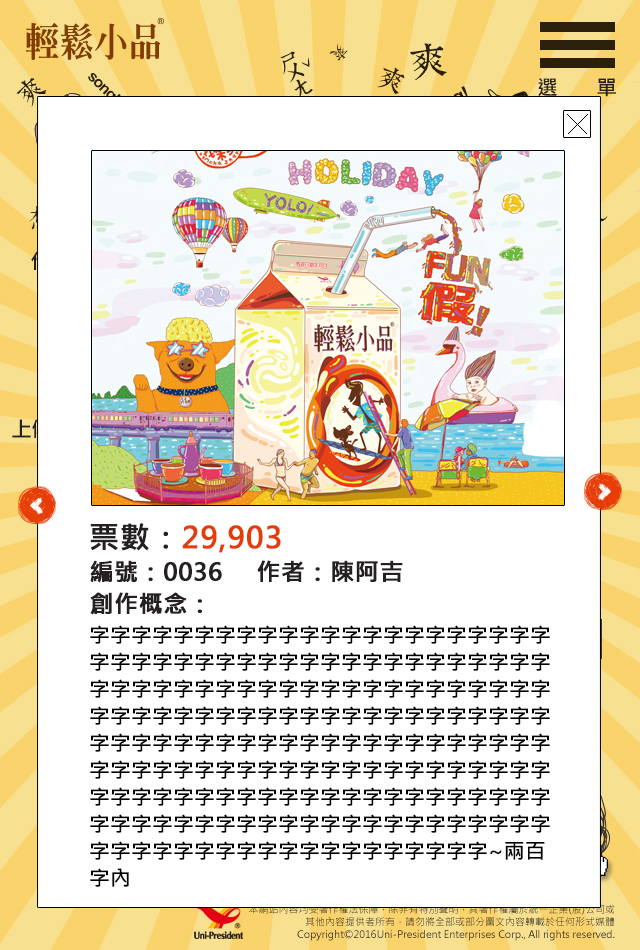 輕鬆小品®
爽
爽
爽
選 單
HOLIDAY
YOLO!
FUN
假!
輕鬆小品
上
票數：29,903
編號：0036 作者：陳阿吉
創作概念：
字字字字字字字字字字字字字字字字字字字字字字
字字字字字字字字字字字字字字字字字字字字字字
字字字字字字字字字字字字字字字字字字字字字字
字字字字字字字字字字字字字字字字字字字字字字
字字字字字字字字字字字字字字字字字字字字字字
字字字字字字字字字字字字字字字字字字字字字字
字字字字字字字字字字字字字字字字字字字字字字
字字字字字字字字字字字字字字字字字字字字字字
字字字字字字字字字字字字字字字字字字字~兩百
字內
本網站內容均受著作權法保障，除非有特別聲明，其著作權屬於統一企業(股)公司或
其他內容提供者所有，請勿將全部或部分圖文內容轉載於任何形式媒體
Uni-President®
Copyright©2016Uni-President Enterprises Corp., All rights reserved.